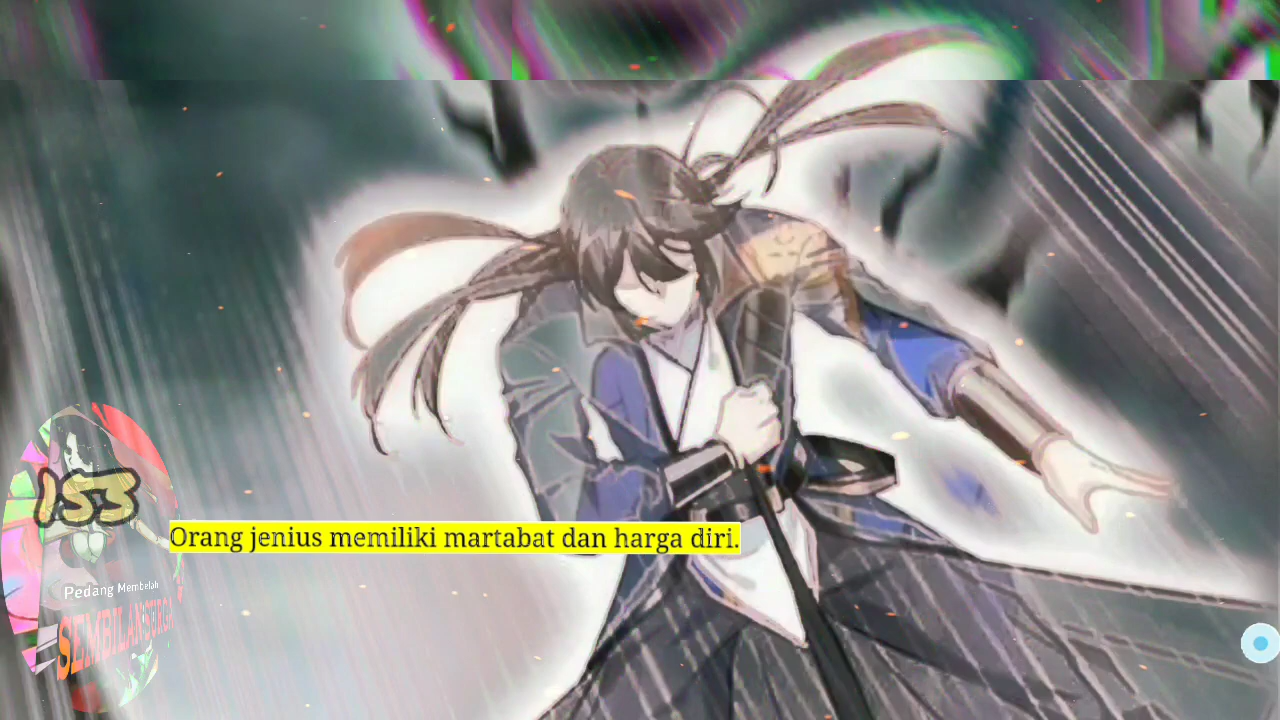 153
Orang jenius memiliki martabat dan harga diri.
Pedang Membelah
SEMBILAN SURGA